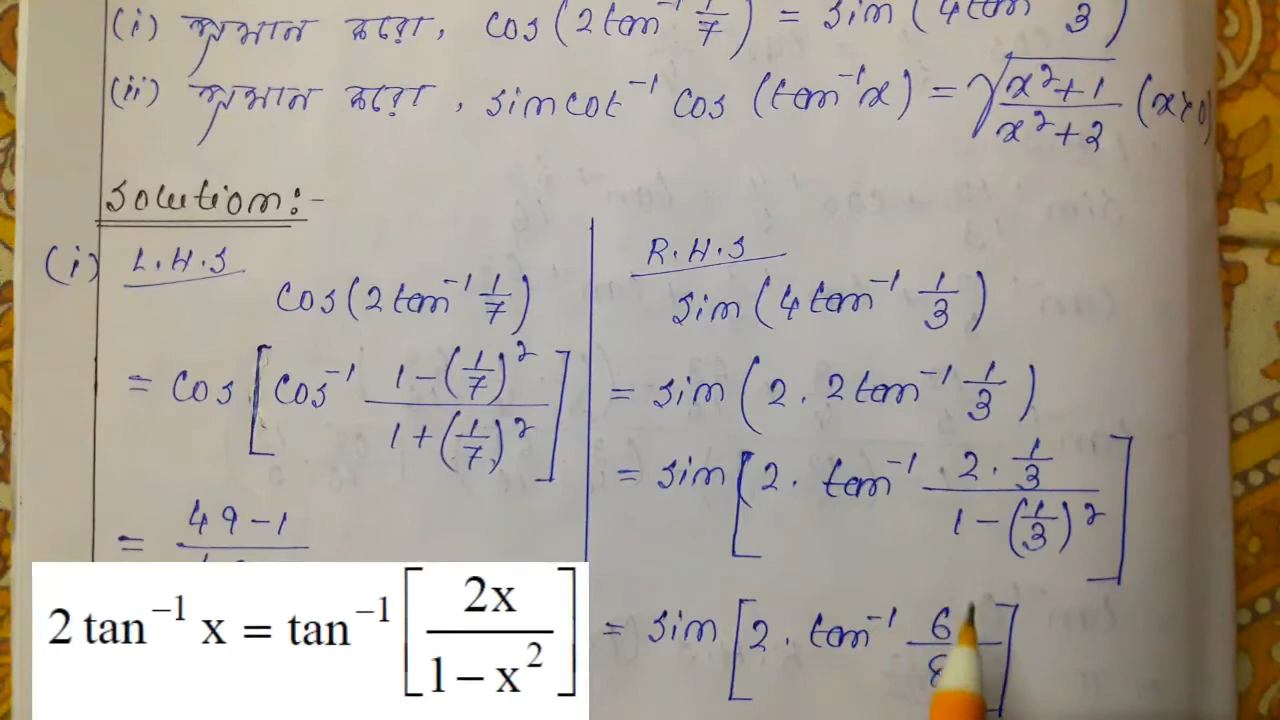 (i) প্রমান করো, cos(2tan⁻¹ 1/7) = sin(4tan⁻¹ 1/3)
(ii) প্রমান করো, sin cot⁻¹ cos (tan⁻¹x) = √((x²+1)/(x²+2)) (x>0)
Solution:-
(i) L.H.S
cos(2tan⁻¹ 1/7)
= cos [cos⁻¹ (1-(1/7)²)/(1+(1/7)²)]
= 49-1
R.H.S
sin(4tan⁻¹ 1/3)
= sin(2. 2tan⁻¹ 1/3)
= sin[2. tan⁻¹ (2. 1/3)/(1-(1/3)²)]
= sin[2. tan⁻¹ 6/8]
2 tan⁻¹ x = tan⁻¹ [2x/(1−x²)]